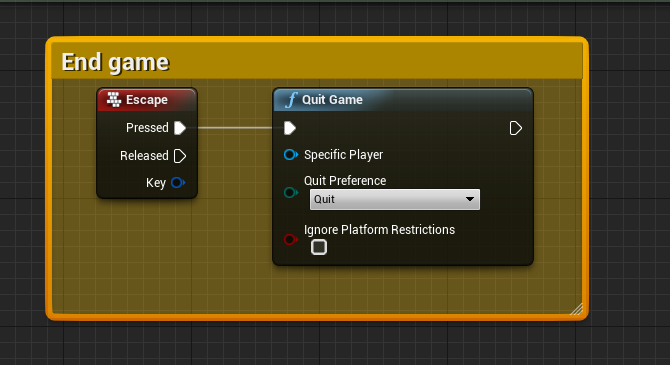 End game
Escape
Pressed
Released
Key
Quit Game
Specific Player
Quit Preference
Quit
Ignore Platform Restrictions